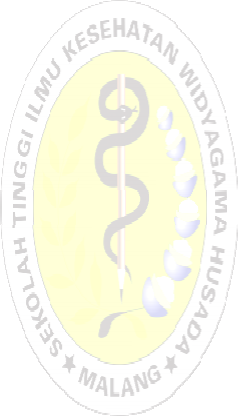 SEKOLAH TINGGI ILMU KESEHATAN WIDYAGAMA HUSADA
MALANG